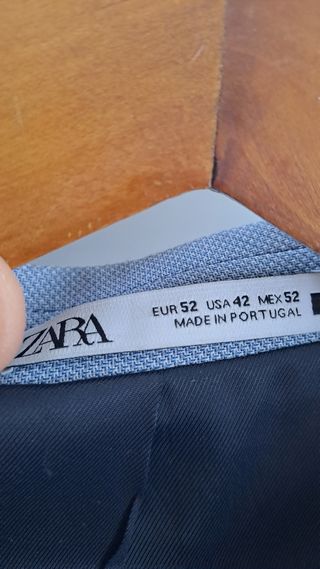 ZARA
EUR 52 USA 42 MEX 52
MADE IN PORTUGAL